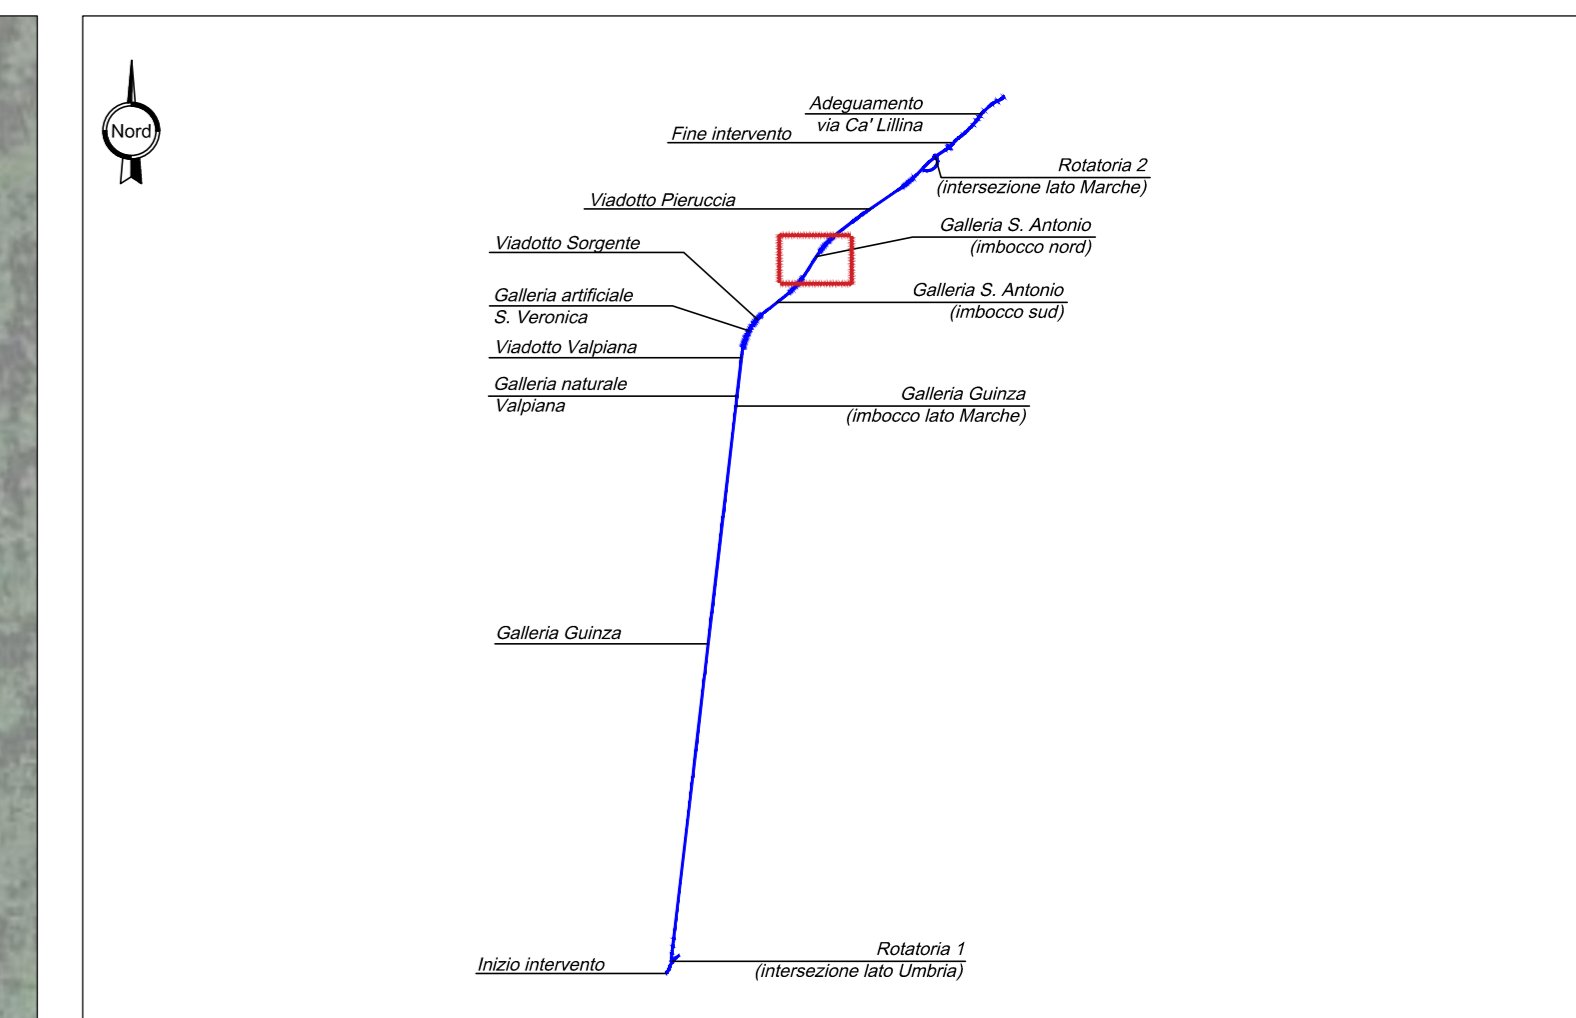 Nord
Adeguamento
via Ca' Lillina
Fine intervento
Rotatoria 2
(intersezione lato Marche)
Viadotto Pieruccia
Galleria S. Antonio
(imbocco nord)
Viadotto Sorgente
Galleria artificiale
S. Veronica
Galleria S. Antonio
(imbocco sud)
Viadotto Valpiana
Galleria naturale
Valpiana
Galleria Guinza
(imbocco lato Marche)
Galleria Guinza
Rotatoria 1
(intersezione lato Umbria)
Inizio intervento